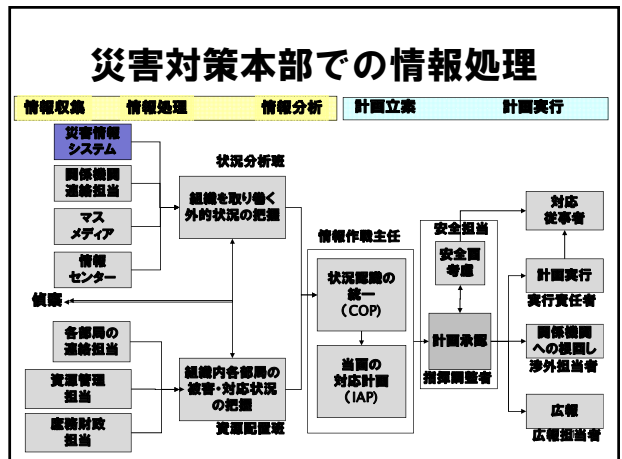 災害対策本部での情報処理
情報収集 情報処理 情報分析 計画立案 計画実行
災害情報
システム
関係機関
連絡担当
マス
メディア
情報
センター
偵察
各部局の
連絡担当
資源管理
担当
庶務財政
担当
状況分析班
組織を取り巻く
外的状況の把握
組織内各部局の
被害・対応状況
の把握
資源配置班
情報作戦主任
状況認識の
統一
(COP)
当面の
対応計画
(IAP)
安全担当
安全面
考慮
計画承認
指揮調整者
対応
従事者
計画実行
実行責任者
関係機関
への根回し
渉外担当者
広報
広報担当者